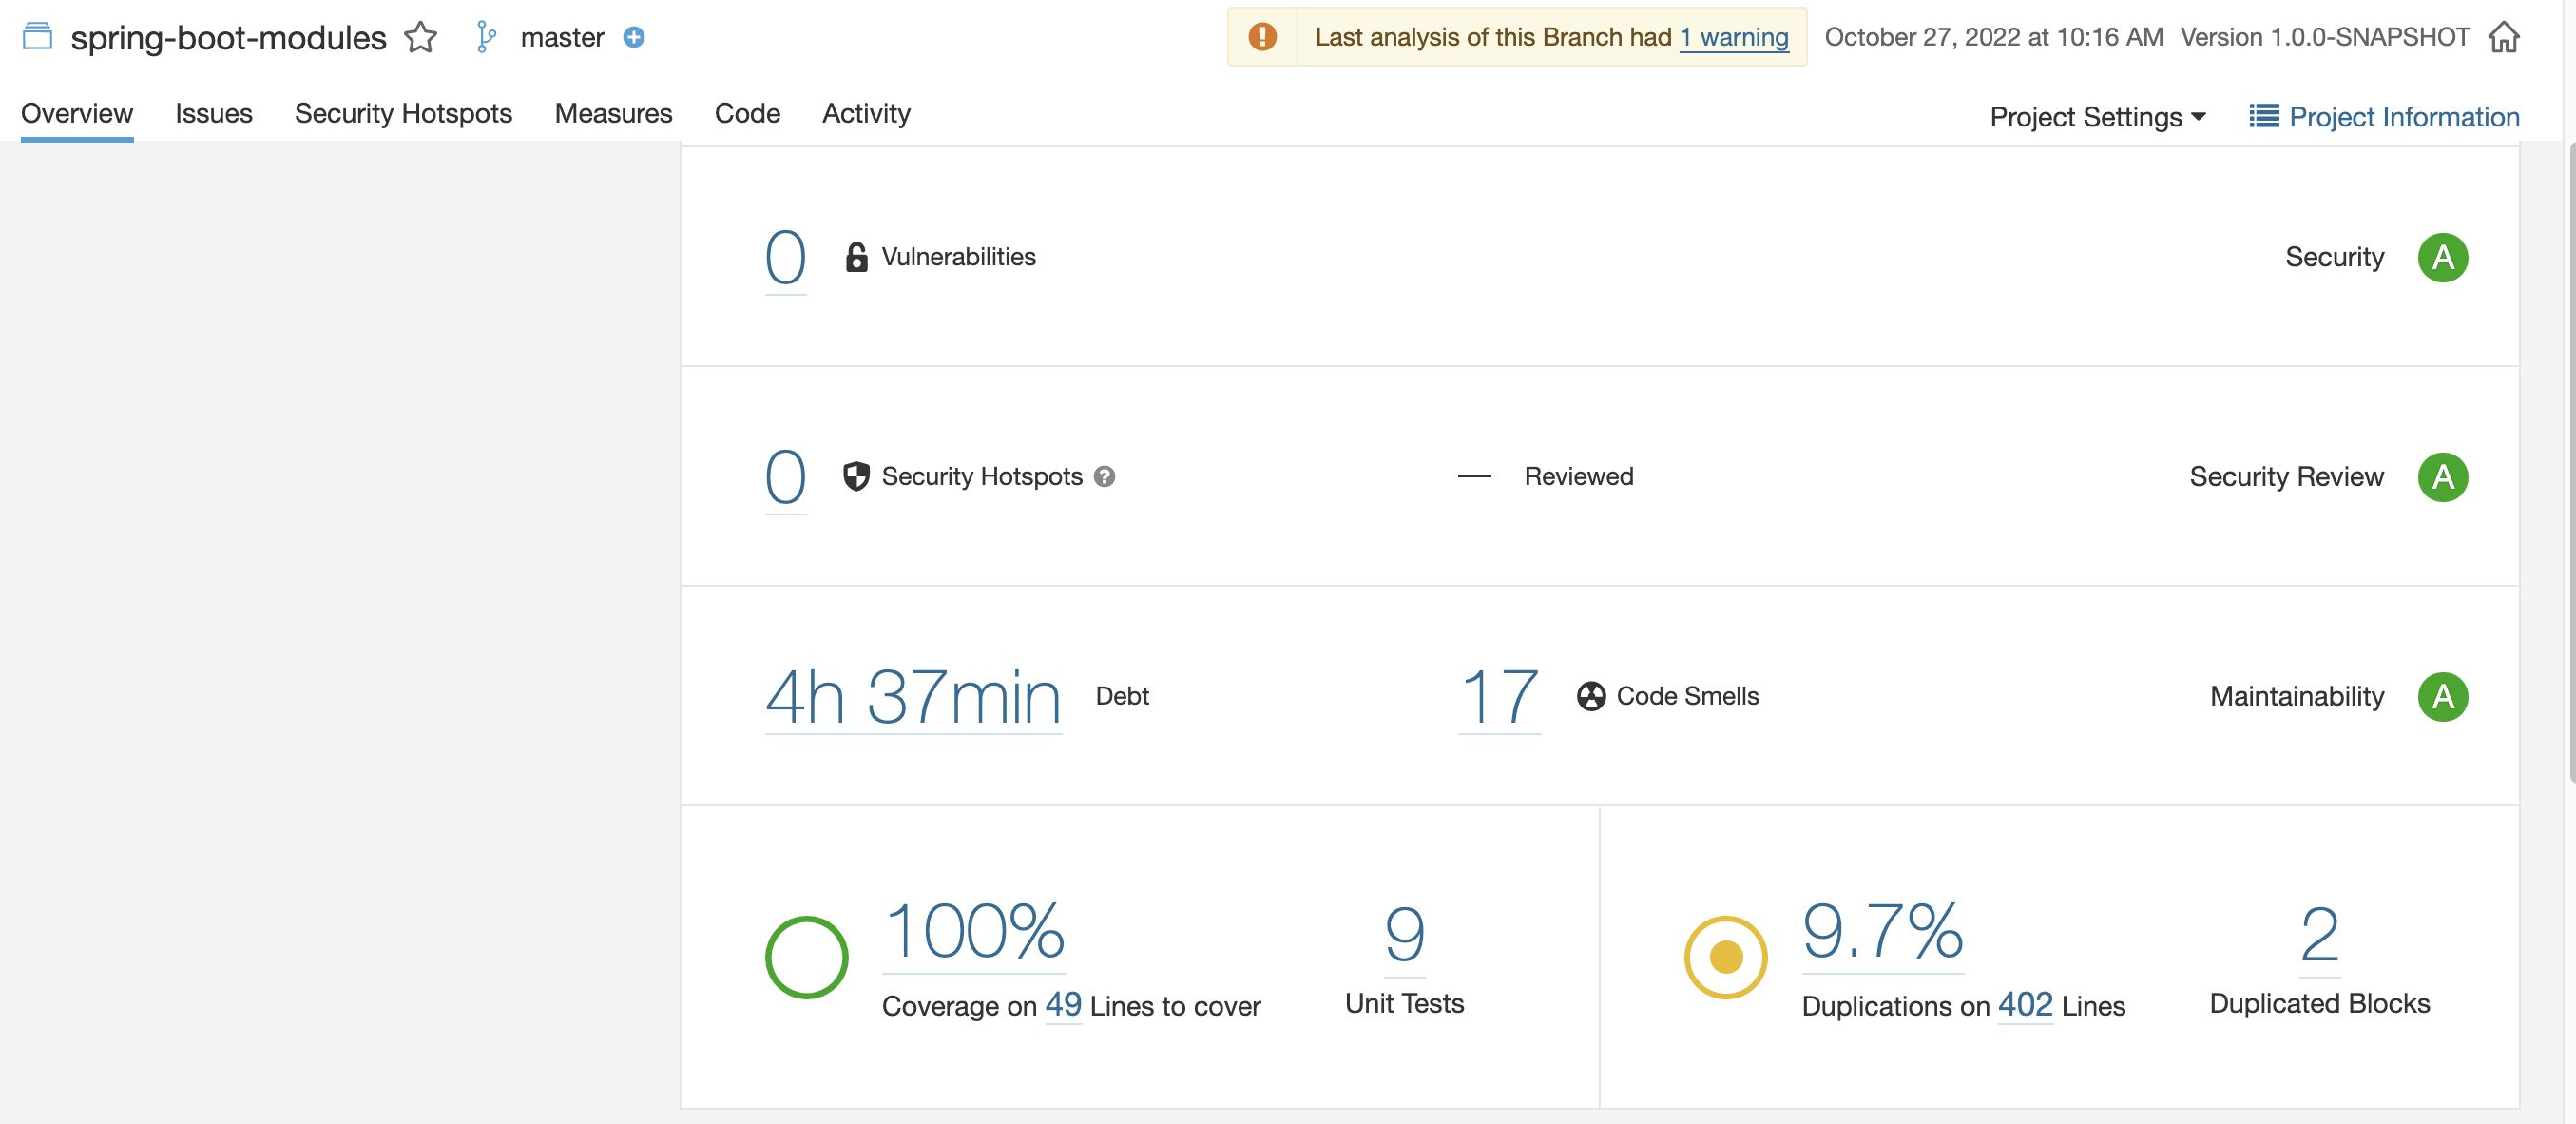 spring-boot-modules master Last analysis of this Branch had 1 warning October 27, 2022 at 10:16 AM Version 1.0.0-SNAPSHOT
Overview Issues Security Hotspots Measures Code Activity Project Settings Project Information
0 Vulnerabilities Security A
0 Security Hotspots ? — Reviewed Security Review A
4h 37min Debt 17 Code Smells Maintainability A
100% 9 9.7% 2
Coverage on 49 Lines to cover Unit Tests Duplications on 402 Lines Duplicated Blocks